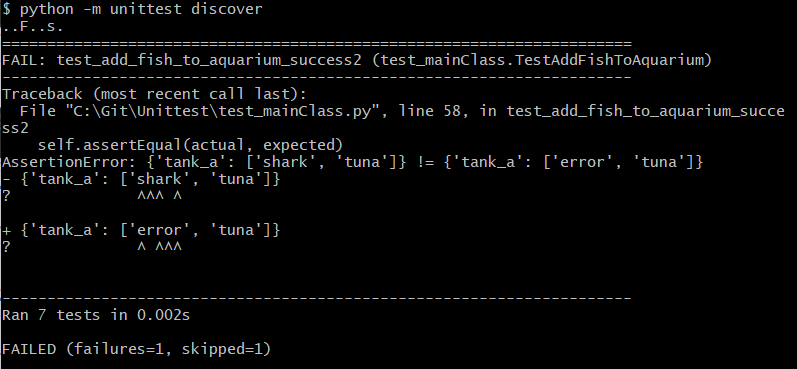 $ python -m unittest discover
..F..s.
======================================================================
FAIL: test_add_fish_to_aquarium_success2 (test_mainClass.TestAddFishToAquarium)
----------------------------------------------------------------------
Traceback (most recent call last):
  File "C:\Git\Unittest\test_mainClass.py", line 58, in test_add_fish_to_aquarium_succe
ss2
    self.assertEqual(actual, expected)
AssertionError: {'tank_a': ['shark', 'tuna']} != {'tank_a': ['error', 'tuna']}
- {'tank_a': ['shark', 'tuna']}
?              ^^^ ^
+ {'tank_a': ['error', 'tuna']}
?              ^ ^^^
----------------------------------------------------------------------
Ran 7 tests in 0.002s
FAILED (failures=1, skipped=1)